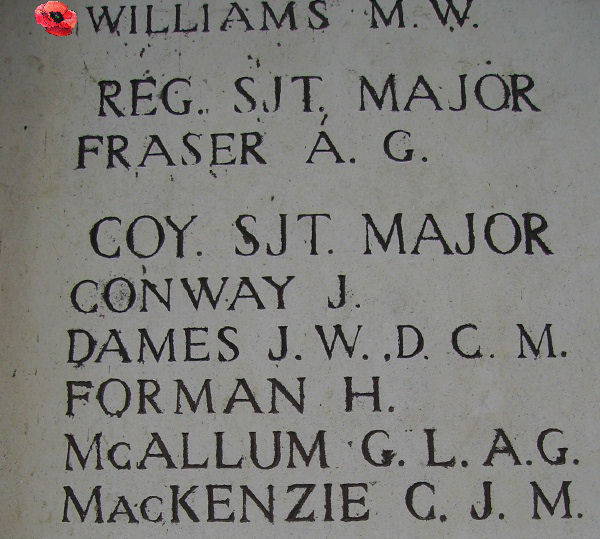 WILLIAMS M. W.
REG. SJT. MAJOR
FRASER A. G.
COY. SJT. MAJOR
CONWAY J.
DAMES J. W. , D. C. M.
FORMAN H.
McALLUM G. L. A. G.
MacKENZIE C. J. M.